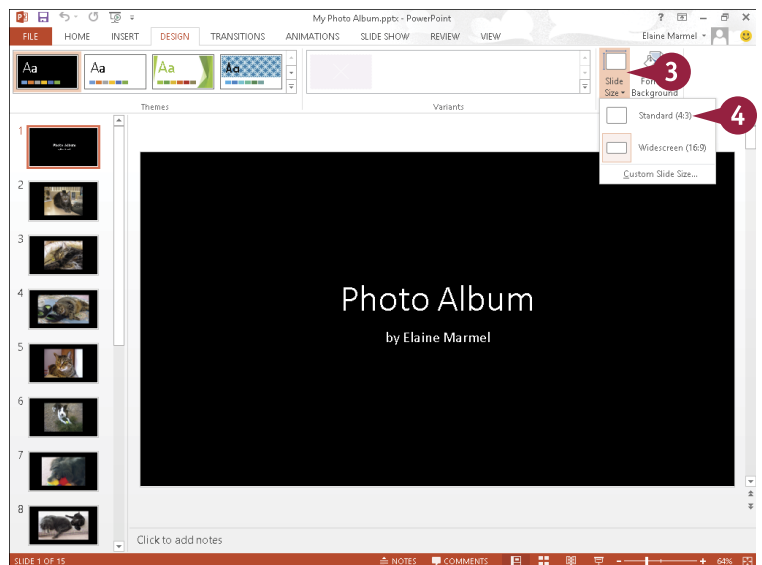 My Photo Album.pptx - PowerPoint
FILE HOME INSERT DESIGN TRANSITIONS ANIMATIONS SLIDE SHOW REVIEW VIEW Elaine Marmel
Aa Aa Aa Aa
Themes
Variants
Slide
Size
Background
3
Standard (4:3)
4
Widescreen (16:9)
Custom Slide Size...
1
Photo Album
2
3
4
5
6
7
8
Photo Album
by Elaine Marmel
Click to add notes
SLIDE 1 OF 15 NOTES COMMENTS 64%